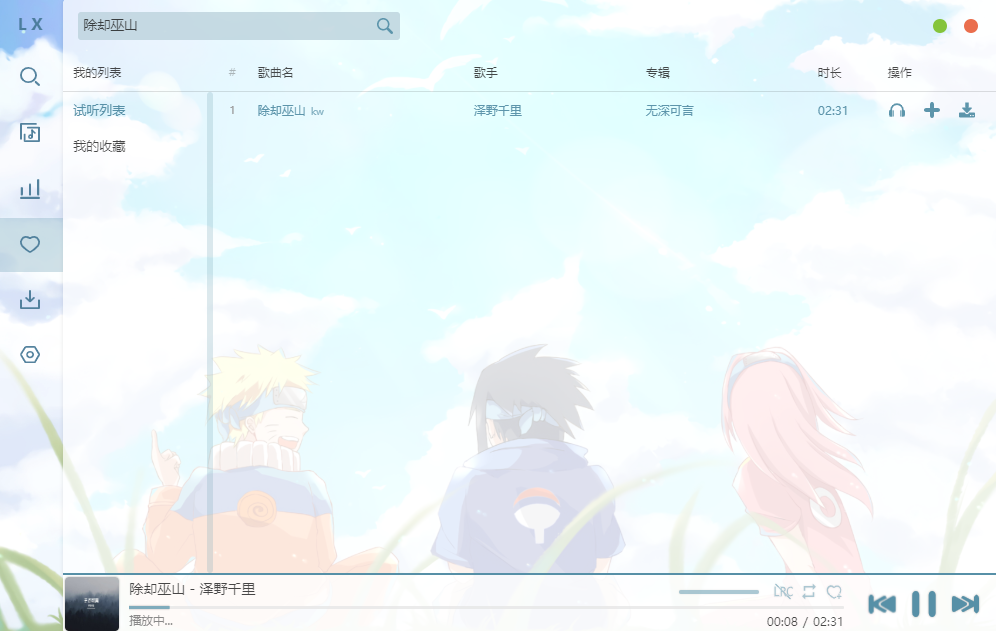 L X
除却巫山
我的列表
# 歌曲名 歌手 专辑 时长 操作
试听列表
1 除却巫山 kw 泽野千里 无深可言 02:31
我的收藏
除却巫山 - 泽野千里
LRC
播放中...
00:08 / 02:31